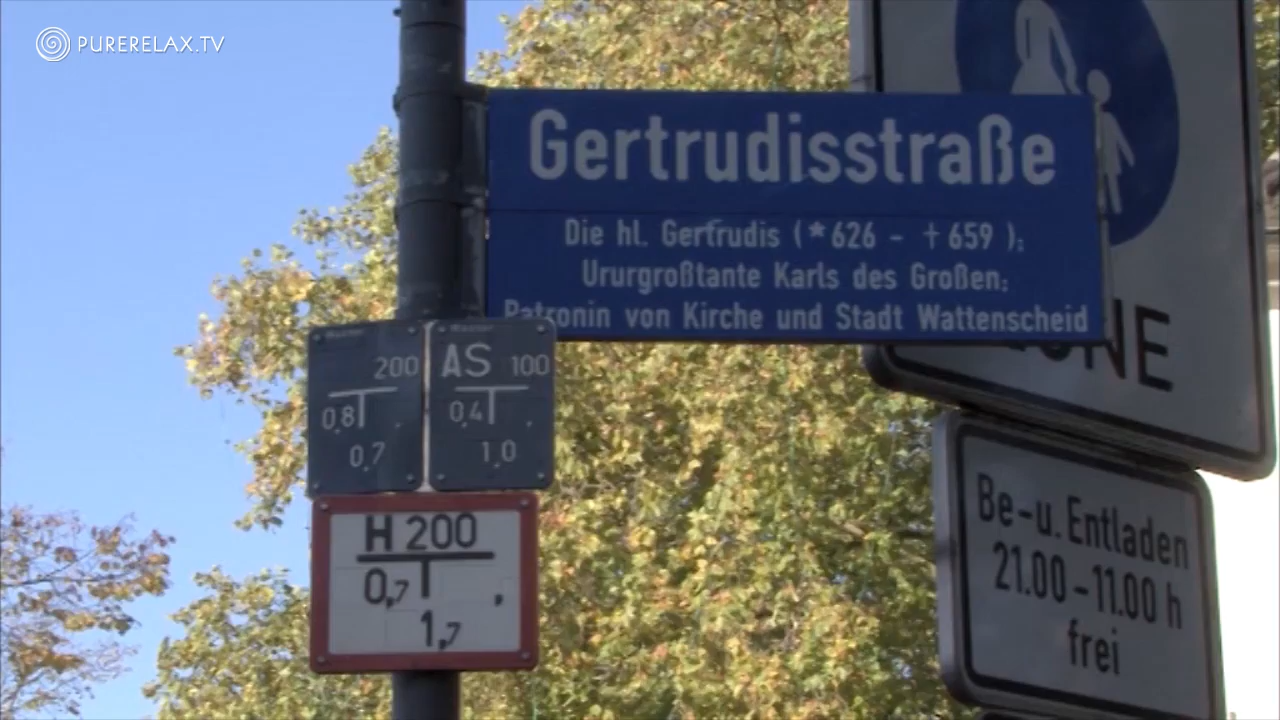 PURERELAX.TV
Gertrudisstraße
Die hl. Gertrudis (*626 - †659);
Ururgroßtante Karls des Großen;
Patronin von Kirche und Stadt Wattenscheid
200
0,8
0,7
AS 100
0,4
1,0
H 200
0,7
,
1,7
ONE
Be-u. Entladen
21.00-11.00 h
frei